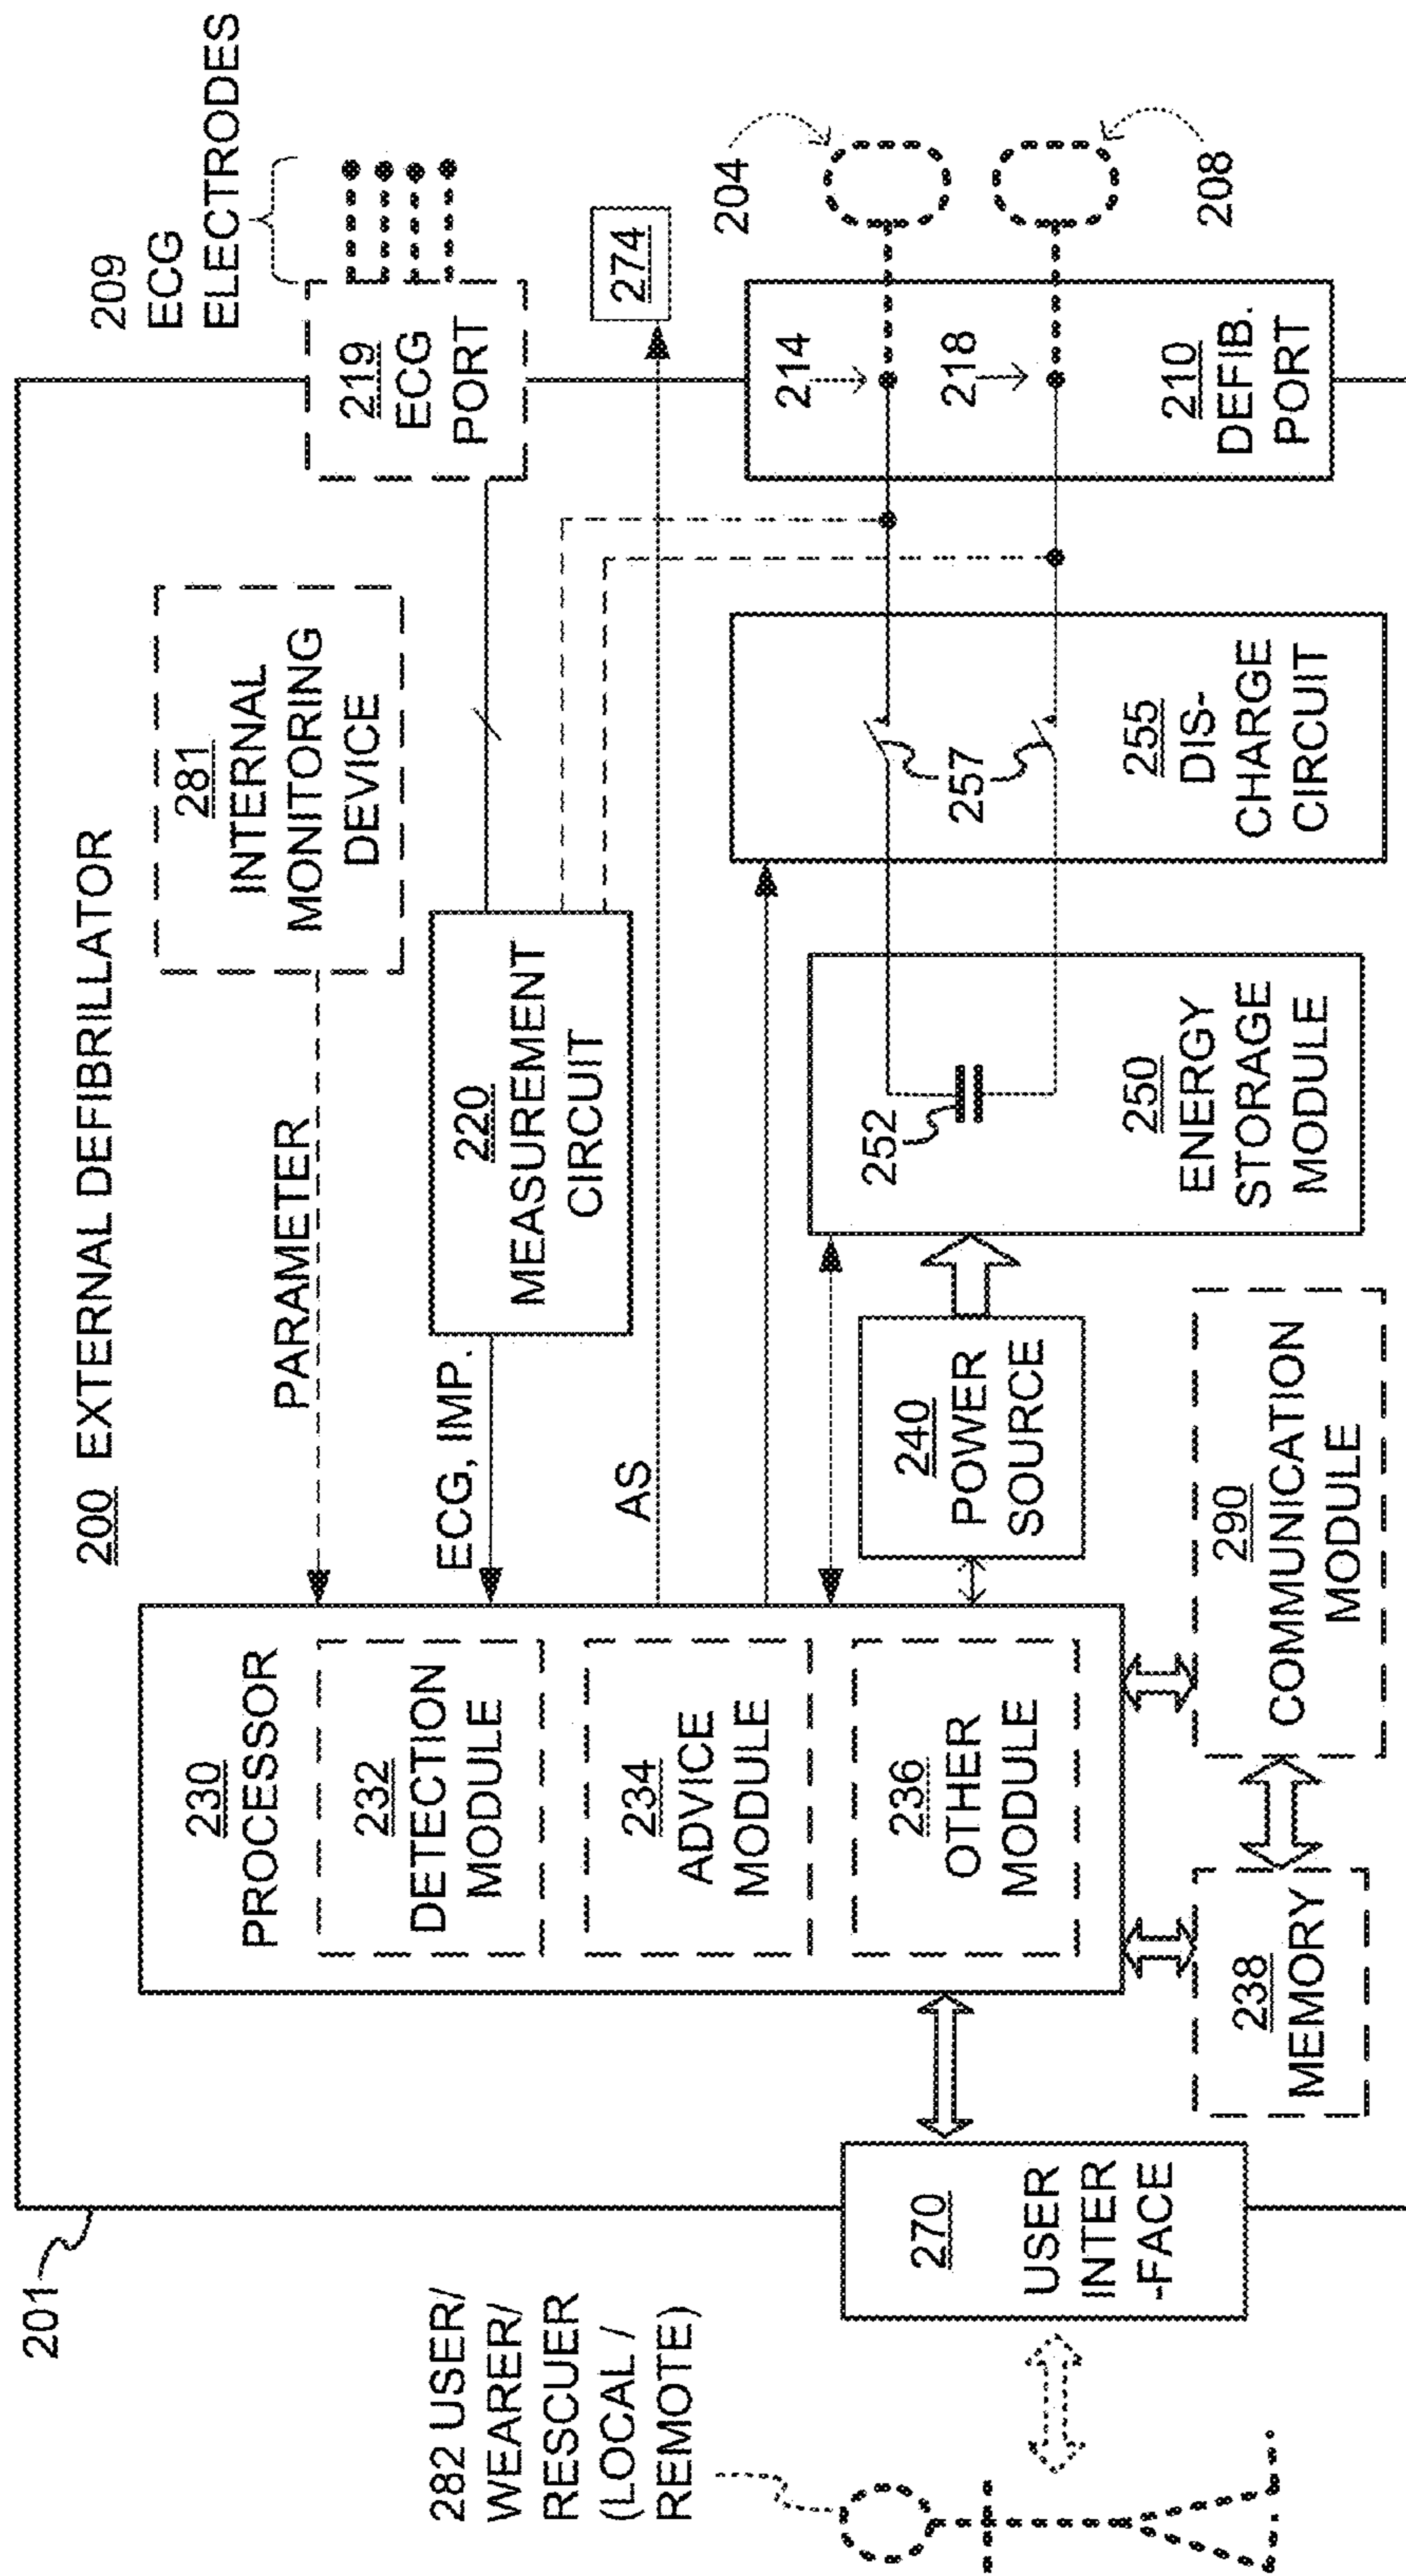 200 EXTERNAL DEFIBRILLATOR
201
209
ECG
ELECTRODES
219
ECG
PORT
281
INTERNAL
MONITORING
DEVICE
PARAMETER
220
MEASUREMENT
CIRCUIT
ECG, IMP.
AS
274
230
PROCESSOR
232
DETECTION
MODULE
234
ADVICE
MODULE
236
OTHER
MODULE
282 USER/
WEARER/
RESCUER
(LOCAL /
REMOTE)
270
USER
INTER
-FACE
238
MEMORY
290
COMMUNICATION
MODULE
240
POWER
SOURCE
252
250
ENERGY
STORAGE
MODULE
257
255
DIS-
CHARGE
CIRCUIT
214
218
210
DEFIB.
PORT
204
208